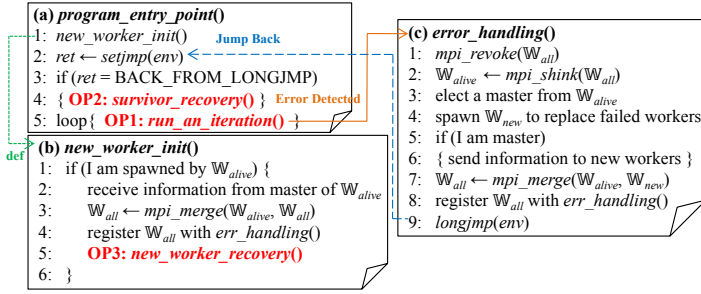 (a) program_entry_point()
1: new_worker_init()
2: ret ← setjmp(env)
3: if (ret = BACK_FROM_LONGJMP)
4: { OP2: survivor_recovery() }
5: loop{ OP1: run_an_iteration() }
Jump Back
Error Detected
def
(b) new_worker_init()
1: if (I am spawned by 𝕎alive) {
2: receive information from master of 𝕎alive
3: 𝕎all ← mpi_merge(𝕎alive, 𝕎all)
4: register 𝕎all with err_handling()
5: OP3: new_worker_recovery()
6: }
(c) error_handling()
1: mpi_revoke(𝕎all)
2: 𝕎alive ← mpi_shink(𝕎all)
3: elect a master from 𝕎alive
4: spawn 𝕎new to replace failed workers
5: if (I am master)
6: { send information to new workers }
7: 𝕎all ← mpi_merge(𝕎alive, 𝕎new)
8: register 𝕎all with err_handling()
9: longjmp(env)